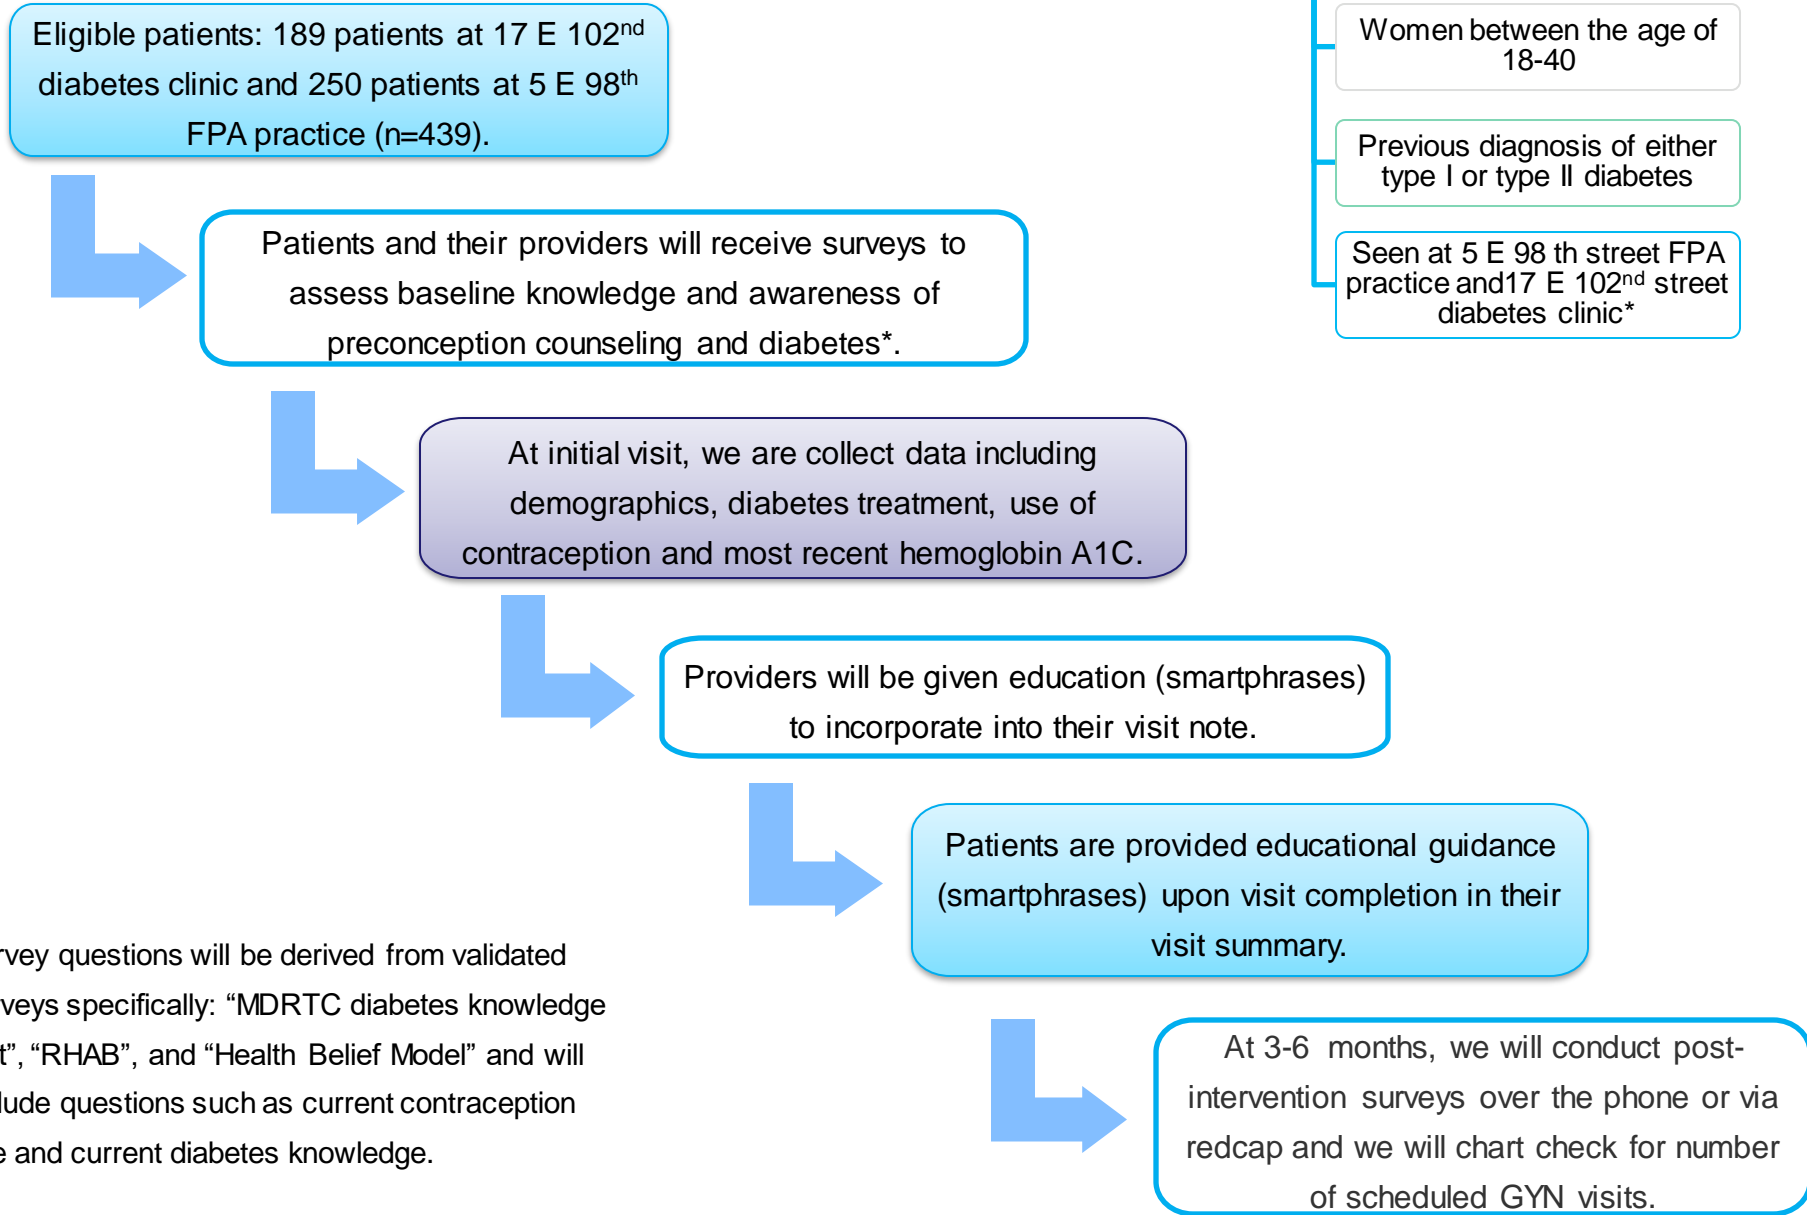 Eligible patients: 189 patients at 17 E 102nd
diabetes clinic and 250 patients at 5 E 98th
FPA practice (n=439).
Patients and their providers will receive surveys to
assess baseline knowledge and awareness of
preconception counseling and diabetes*.
At initial visit, we are collect data including
demographics, diabetes treatment, use of
contraception and most recent hemoglobin A1C.
Providers will be given education (smartphrases)
to incorporate into their visit note.
Patients are provided educational guidance
(smartphrases) upon visit completion in their
visit summary.
At 3-6 months, we will conduct post-
intervention surveys over the phone or via
redcap and we will chart check for number
of scheduled GYN visits.
Women between the age of
18-40
Previous diagnosis of either
type I or type II diabetes
Seen at 5 E 98 th street FPA
practice and17 E 102nd street
diabetes clinic*
questions will be derived from validated
specifically: “MDRTC diabetes knowledge
“RHAB”, and “Health Belief Model” and will
questions such as current contraception
and current diabetes knowledge.